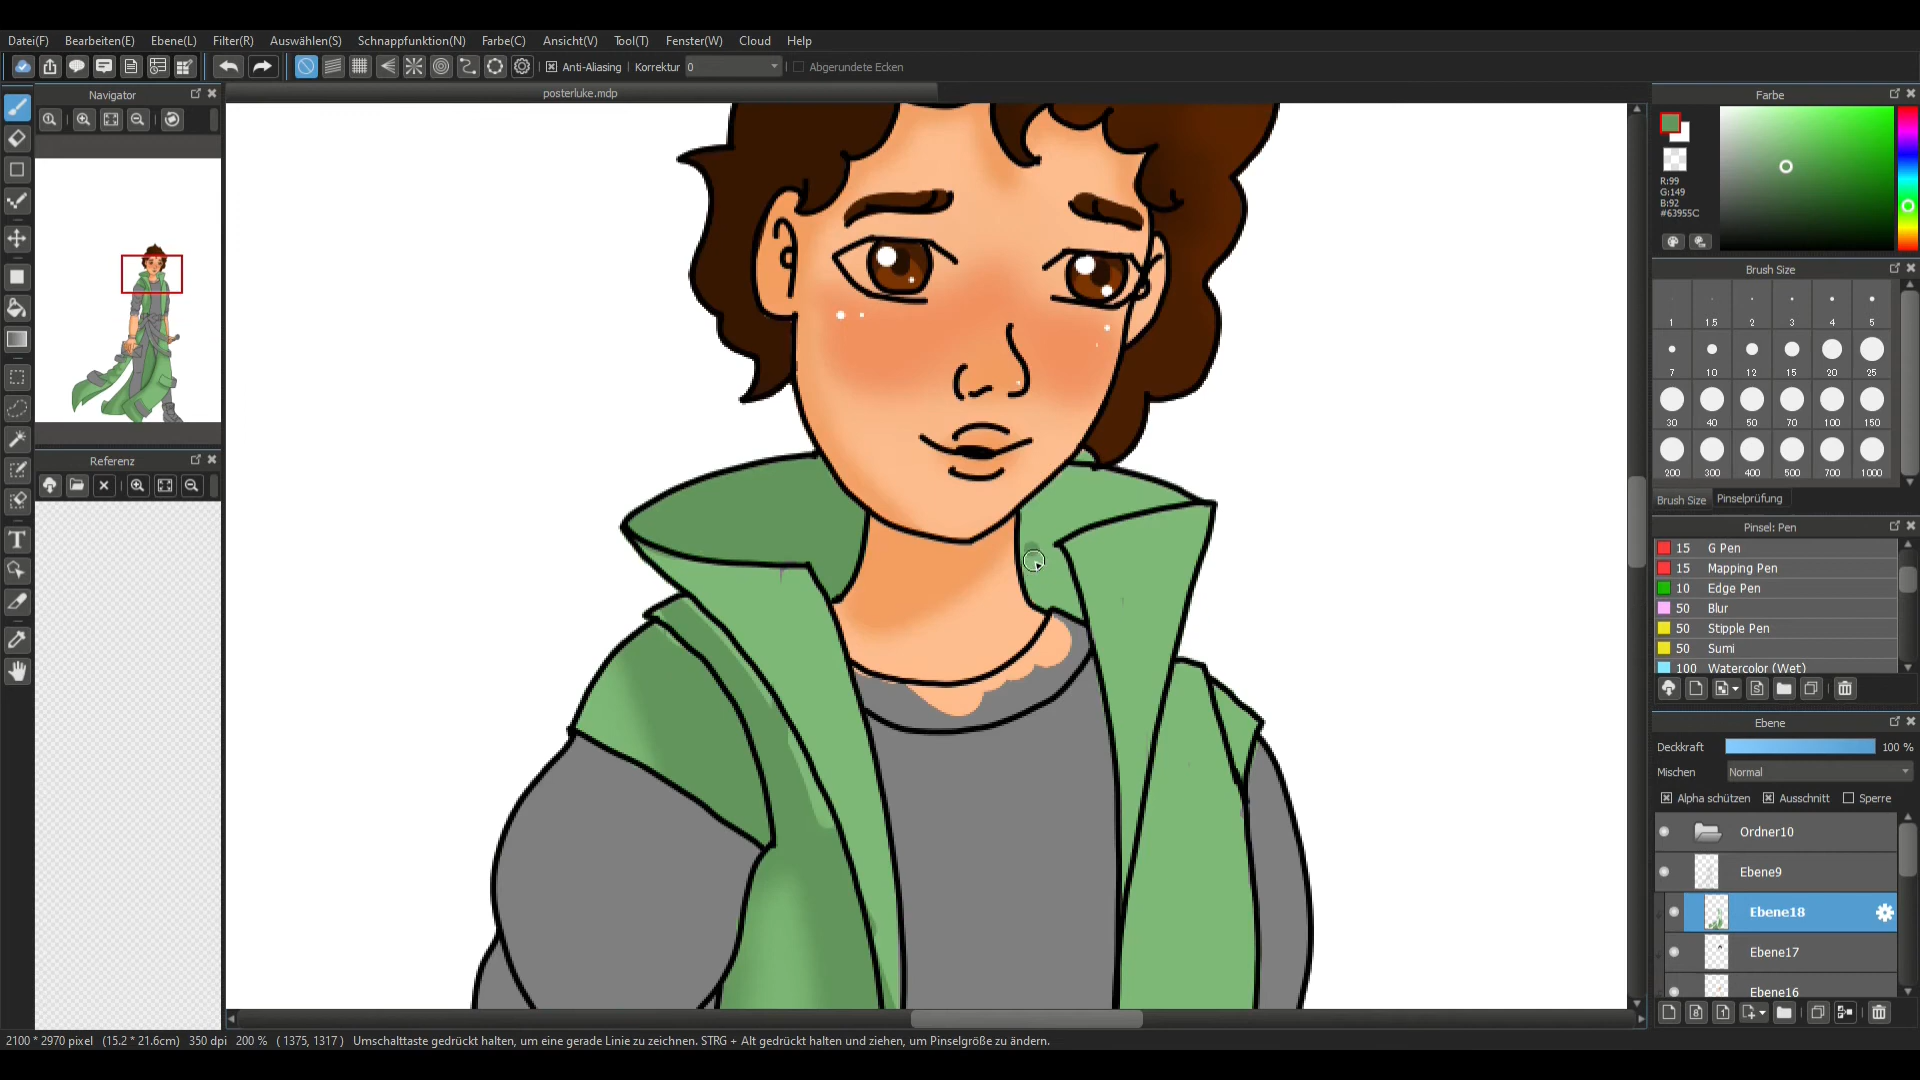 Datei(F) Bearbeiten(E) Ebene(L) Filter(R) Auswählen(S) Schnappfunktion(N) Farbe(C) Ansicht(V) Tool(T) Fenster(W) Cloud Help
Anti-Aliasing Korrektur 0 Abgerundete Ecken
Navigator
posterluke.mdp
Referenz
Farbe
R:99
G:149
B:92
#63955C
Brush Size
1 1.5 2 3 4 5
7 10 12 15 20 25
30 40 50 70 100 150
200 300 400 500 700 1000
Brush Size Pinselprüfung
Pinsel: Pen
15 G Pen
15 Mapping Pen
10 Edge Pen
50 Blur
50 Stipple Pen
50 Sumi
100 Watercolor (Wet)
Ebene
Deckkraft 100 %
Mischen Normal
Alpha schützen Ausschnitt Sperre
Ordner10
Ebene9
Ebene18
Ebene17
Ebene16
2100 * 2970 pixel (15.2 * 21.6cm) 350 dpi 200 % ( 1375, 1317 ) Umschalttaste gedrückt halten, um eine gerade Linie zu zeichnen. STRG + Alt gedrückt halten und ziehen, um Pinselgröße zu ändern.